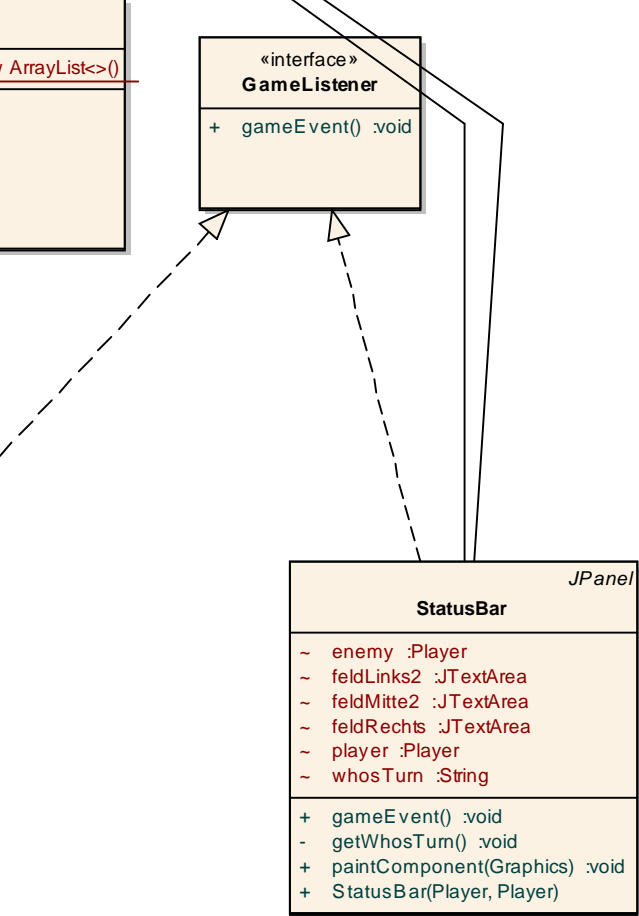 ArrayList<>()
«interface»
GameListener
+ gameEvent() :void
JPanel
StatusBar
~ enemy :Player
~ feldLinks2 :JTextArea
~ feldMitte2 :JTextArea
~ feldRechts :JTextArea
~ player :Player
~ whosTurn :String
+ gameEvent() :void
- getWhosTurn() :void
+ paintComponent(Graphics) :void
+ StatusBar(Player, Player)